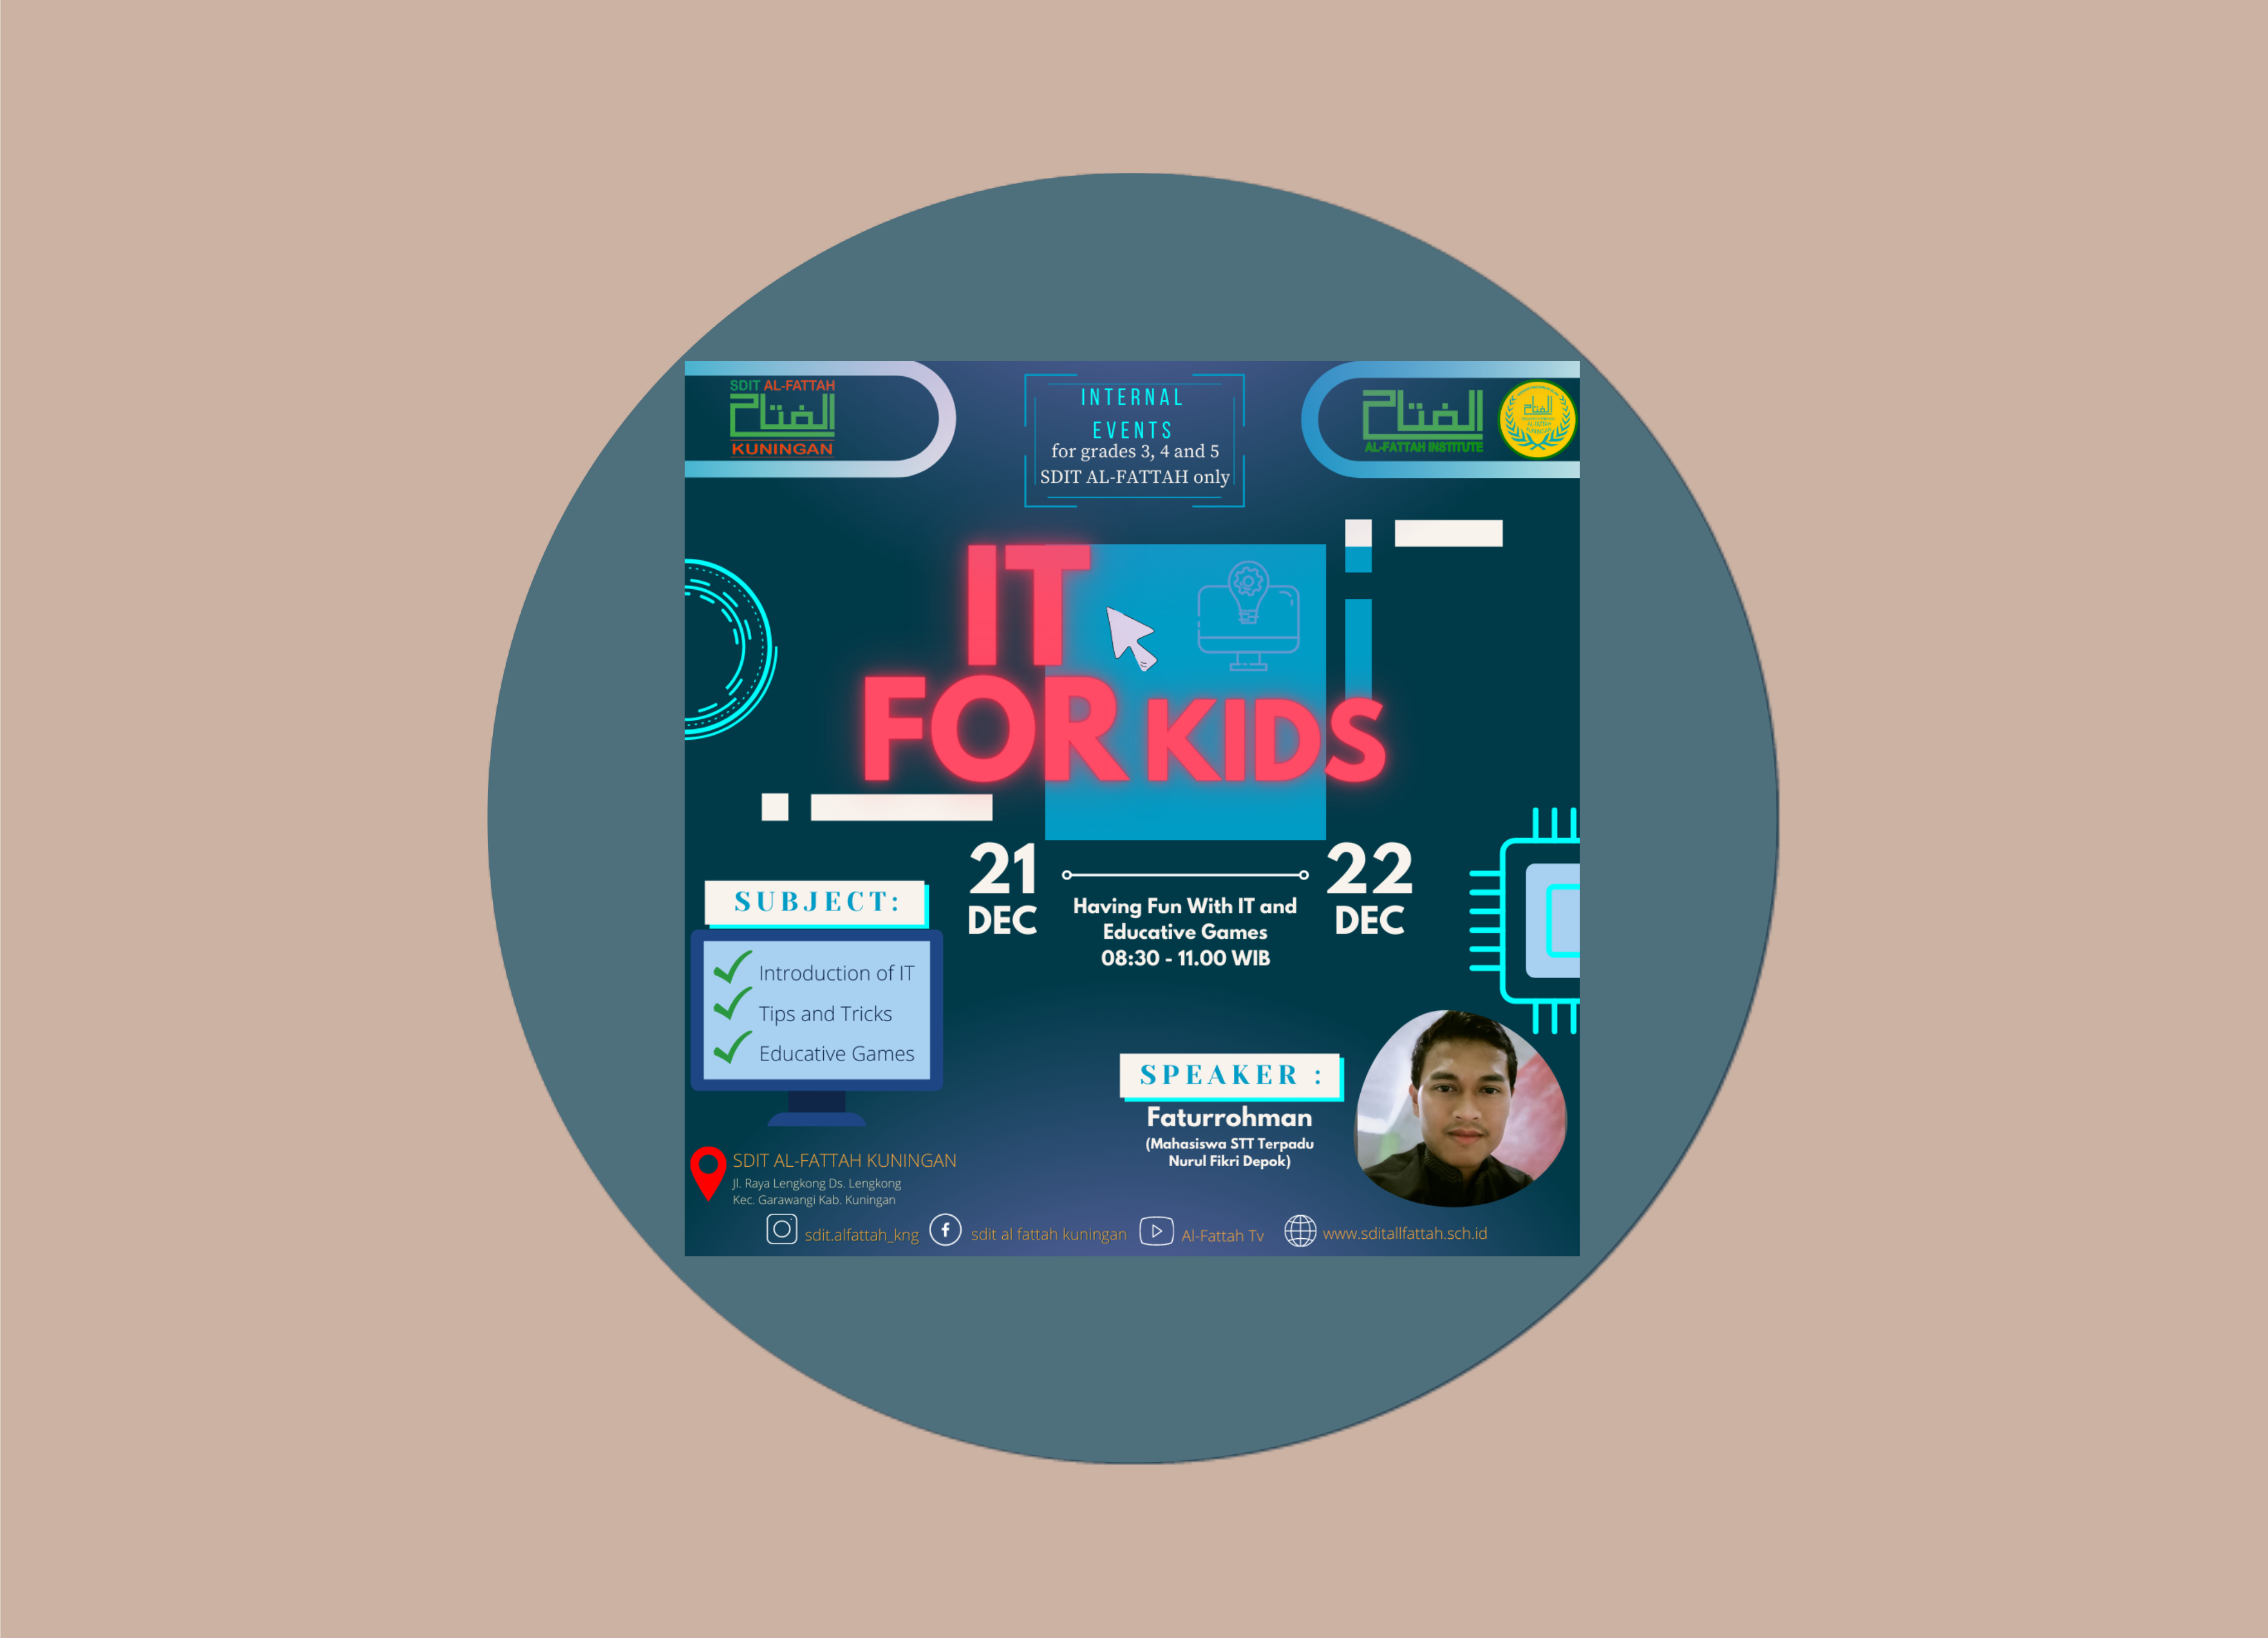 SDIT AL-FATTAH
الفتاح
KUNINGAN
INTERNAL
EVENTS
for grades 3, 4 and 5
SDIT AL-FATTAH only
الفتاح
AL-FATTAH INSTITUTE
الفتاح
IT
FOR KIDS
21
DEC
Having Fun With IT and
Educative Games
08:30 - 11.00 WIB
22
DEC
SUBJECT:
Introduction of IT
Tips and Tricks
Educative Games
SPEAKER :
Faturrohman
(Mahasiswa STT Terpadu
Nurul Fikri Depok)
SDIT AL-FATTAH KUNINGAN
Jl. Raya Lengkong Ds. Lengkong
Kec. Garawangi Kab. Kuningan
sdit.alfattah_kng
sdit al fattah kuningan
Al-Fattah Tv
www.sditallfattah.sch.id